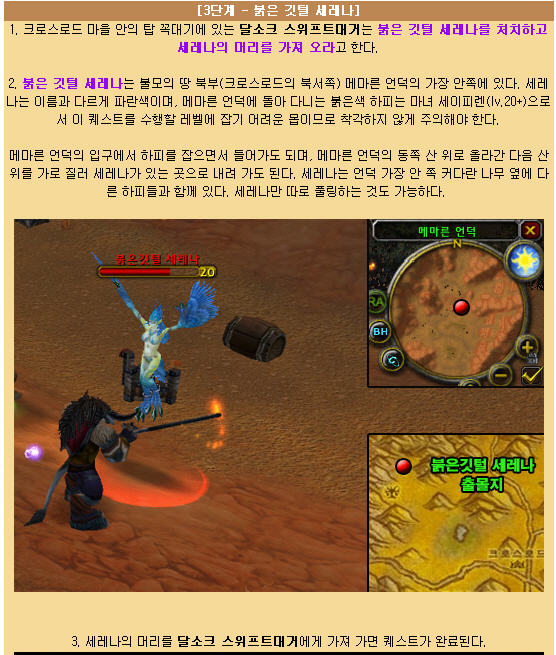 [3단계 - 붉은 깃털 세레나]
1. 크로스로드 마을 안의 탑 꼭대기에 있는 달소크 스위프트대거는 붉은 깃털 세레나를 처치하고
세레나의 머리를 가져 오라고 한다.
2. 붉은 깃털 세레나는 불모의 땅 북부(크로스로드의 북서쪽) 메마른 언덕의 가장 안쪽에 있다. 세레
나는 이름과 다르게 파란색이며, 메마른 언덕에 돌아 다니는 붉은색 하피는 마녀 세이피렌(lv.20+)으로
서 이 퀘스트를 수행할 레벨에 잡기 어려운 몹이므로 착각하지 않게 주의해야 한다.
메마른 언덕의 입구에서 하피를 잡으면서 들어가도 되며, 메마른 언덕의 동쪽 산 위로 올라간 다음 산
위를 가로 질러 세레나가 있는 곳으로 내려 가도 된다. 세레나는 언덕 가장 안 쪽 커다란 나무 옆에 다
른 하피들과 함께 있다. 세레나만 따로 풀링하는 것도 가능하다.
붉은깃털 세레나
20
메마른 언덕
N
RA
BH
붉은깃털 세레나
출몰지
크로스로드
3. 세레나의 머리를 달소크 스위프트대거에게 가져 가면 퀘스트가 완료된다.